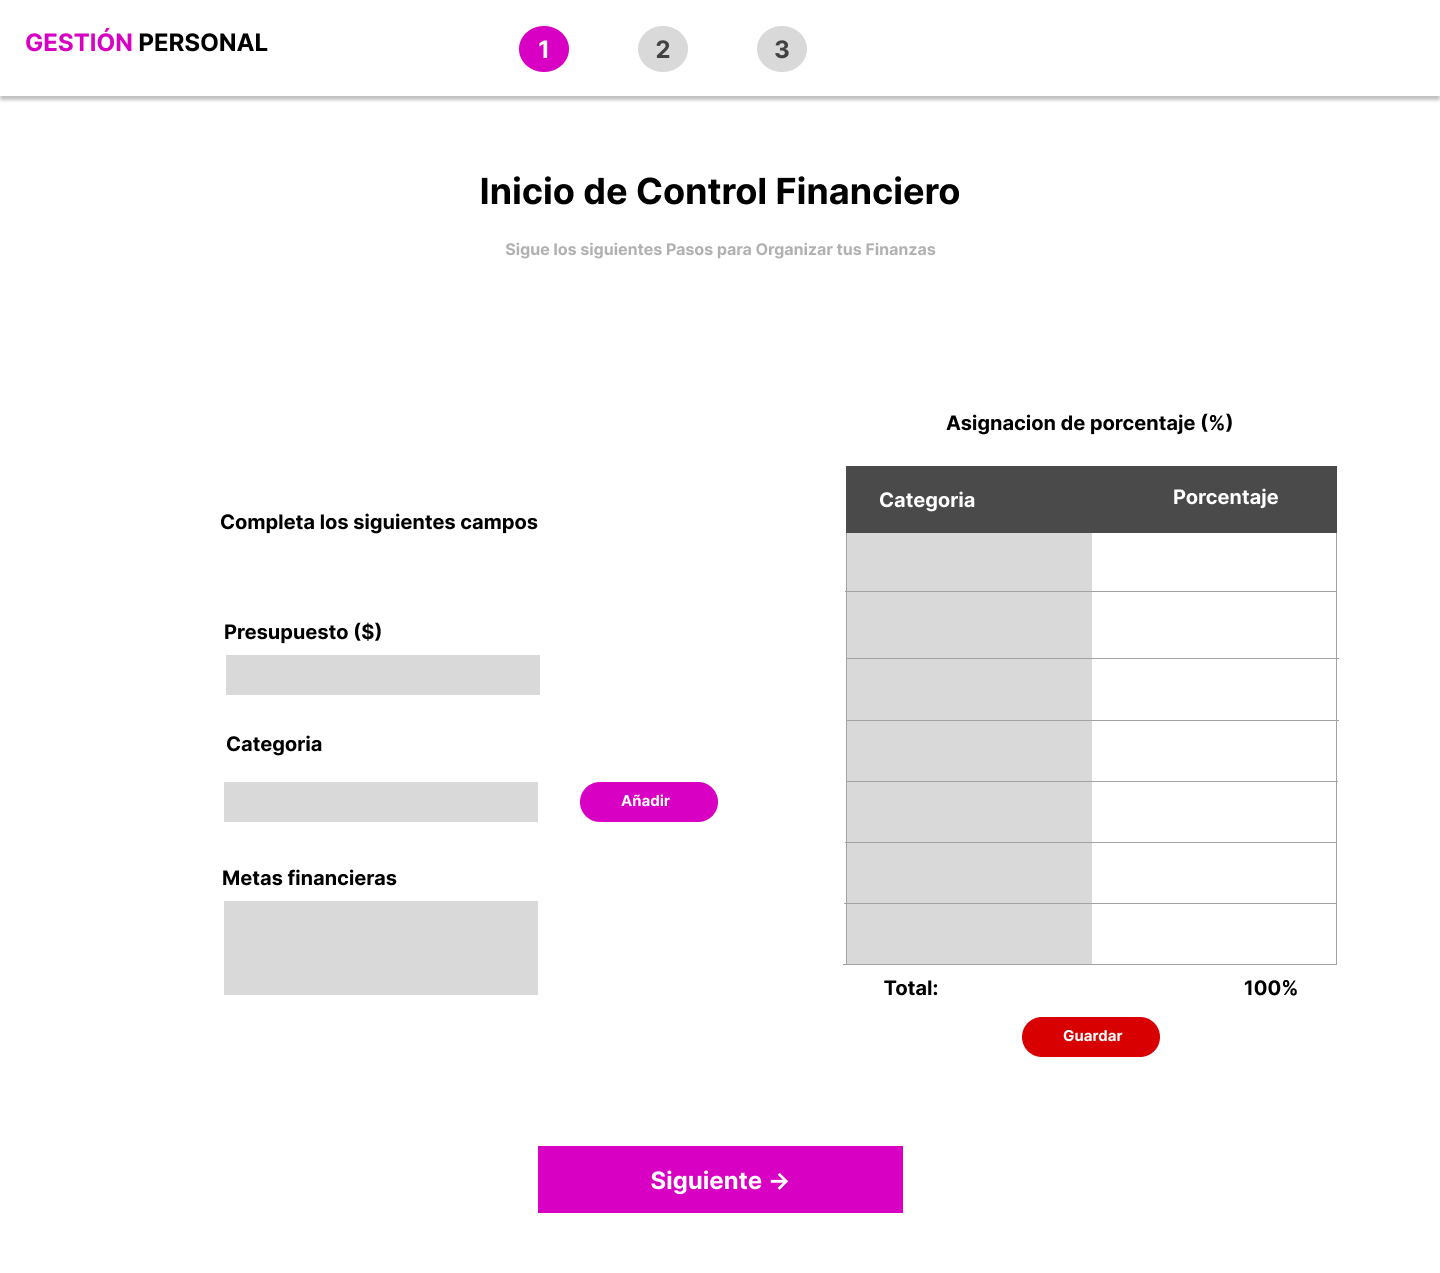 GESTIÓN PERSONAL
1 2 3
Inicio de Control Financiero
Sigue los siguientes Pasos para Organizar tus Finanzas
Completa los siguientes campos
Presupuesto ($)
Categoria
Añadir
Metas financieras
Asignacion de porcentaje (%)
Categoria Porcentaje
Total: 100%
Guardar
Siguiente →